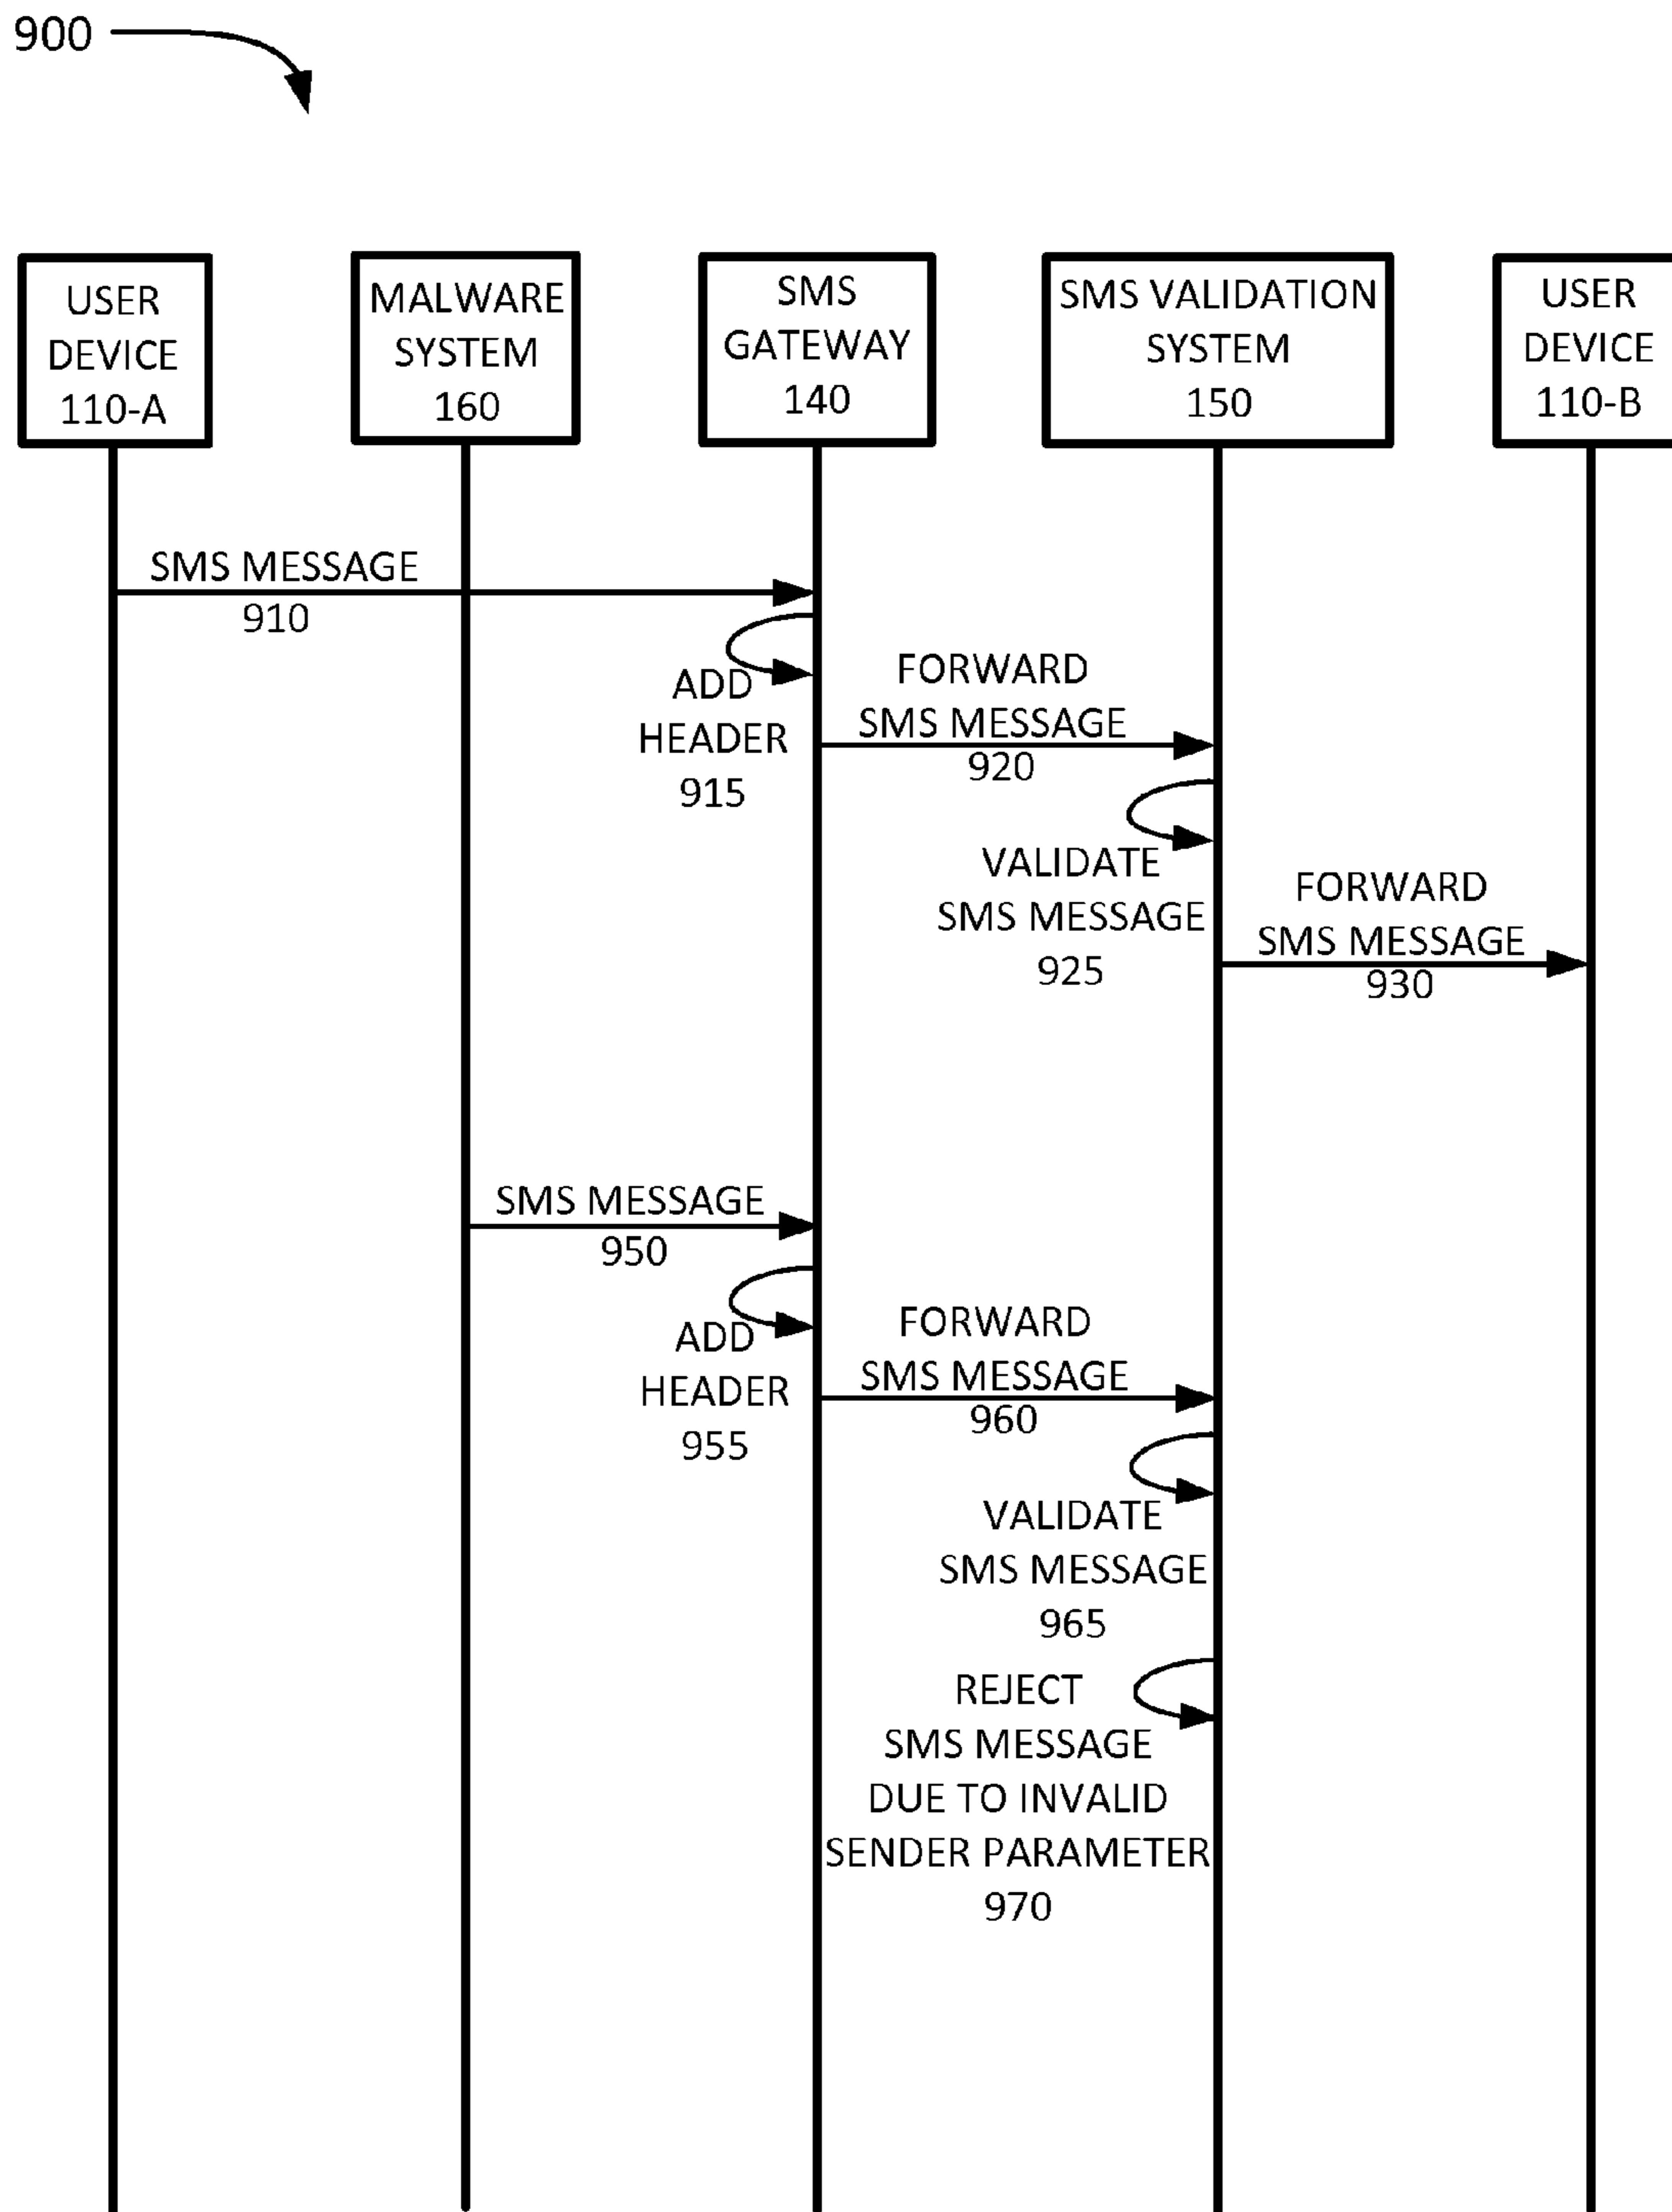 900
USER
DEVICE
110-A
MALWARE
SYSTEM
160
SMS
GATEWAY
140
SMS VALIDATION
SYSTEM
150
USER
DEVICE
110-B
SMS MESSAGE
910
ADD
HEADER
915
FORWARD
SMS MESSAGE
920
VALIDATE
SMS MESSAGE
925
FORWARD
SMS MESSAGE
930
SMS MESSAGE
950
ADD
HEADER
955
FORWARD
SMS MESSAGE
960
VALIDATE
SMS MESSAGE
965
REJECT
SMS MESSAGE
DUE TO INVALID
SENDER PARAMETER
970